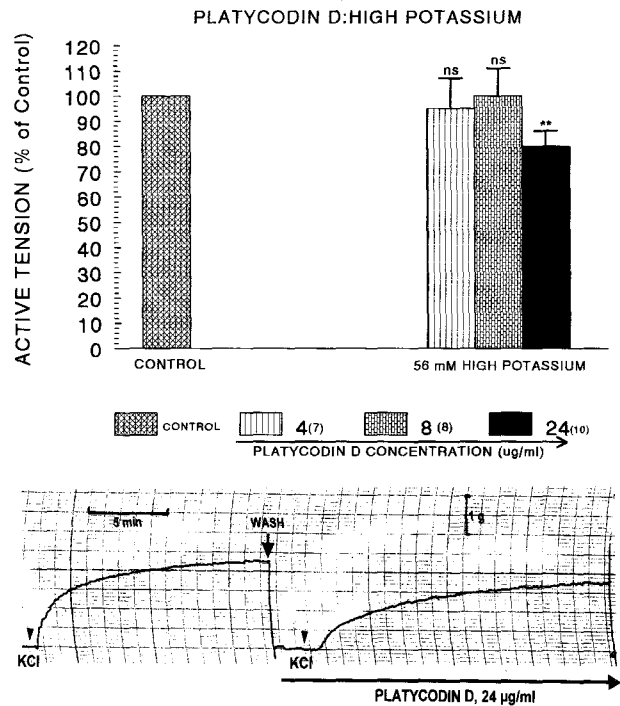 PLATYCODIN D:HIGH POTASSIUM
ACTIVE TENSION (% of Control)
120
110
100
90
80
70
60
50
40
30
20
10
0
ns
ns
**
CONTROL
56 mM HIGH POTASSIUM
CONTROL 4(7) 8 (8) 24(10)
PLATYCODIN D CONCENTRATION (ug/ml)
5 min
WASH
1 g
KCl
KCl
PLATYCODIN D, 24 µg/ml